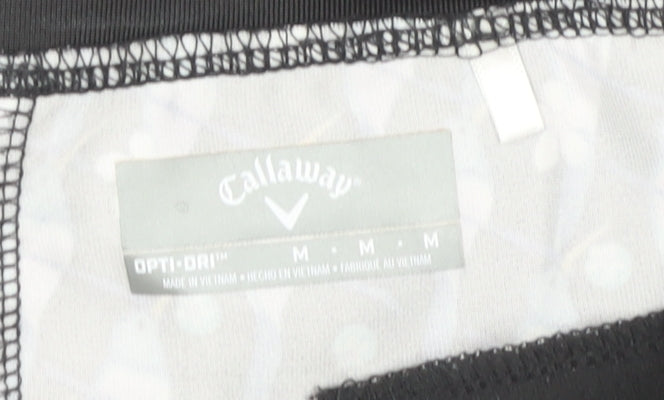 Callaway®
OPTI•DRI™ M • M • M
MADE IN VIETNAM • HECHO EN VIETNAM • FABRIQUÉ AU VIETNAM